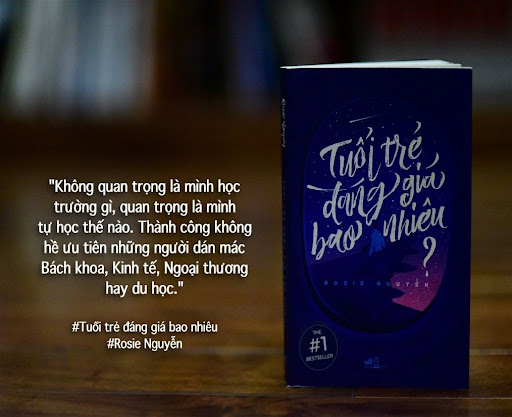 "Không quan trọng là mình học
trường gì, quan trọng là mình
tự học thế nào. Thành công không
hề ưu tiên những người dán mác
Bách khoa, Kinh tế, Ngoại thương
hay du học."
#Tuổi trẻ đáng giá bao nhiêu
#Rosie Nguyễn
Tuổi trẻ
đáng giá
bao nhiêu
?
ROSIE NGUYỄN
THE
#1
BESTSELLER